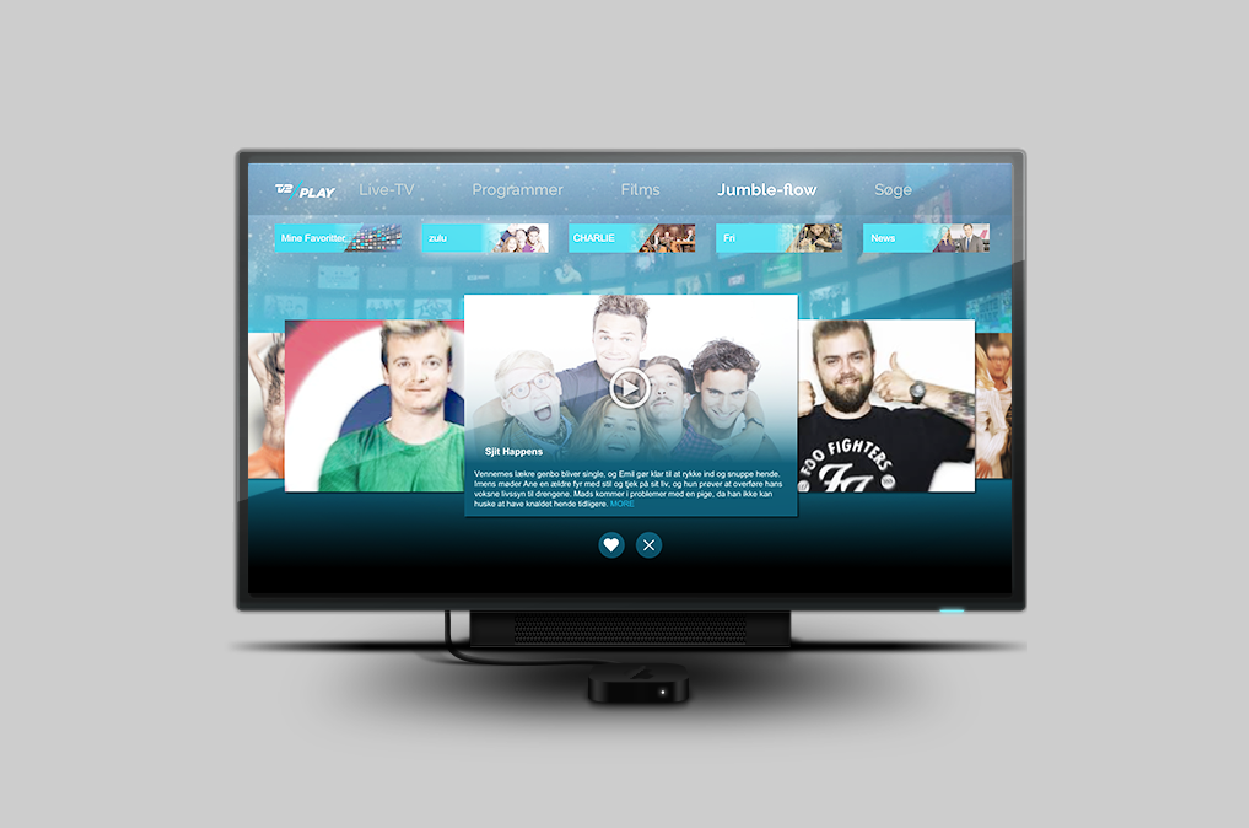 TV2 PLAY Live-TV Programmer Films Jumble-flow Søge
Mine Favoritter zulu CHARLIE Fri News
FOO FIGHTERS
FF
Sjit Happens
Vennernes lækre genbo bliver single, og Emil gør klar til at rykke ind og snuppe hende.
Imens møder Ane en ældre fyr med stil og tjek på sit liv, og hun prøver at overføre hans
voksne livssyn til drengene. Mads kommer i problemer med en pige, da han ikke kan
huske at have knaldet hende tidligere. MORE